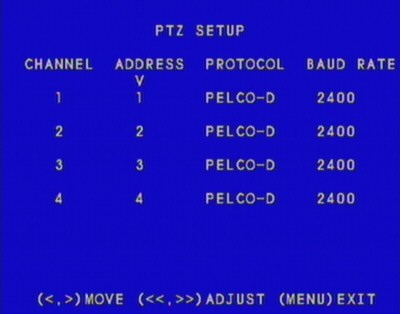 PTZ SETUP
CHANNEL ADDRESS PROTOCOL BAUD RATE
V
1 1 PELCO-D 2400
2 2 PELCO-D 2400
3 3 PELCO-D 2400
4 4 PELCO-D 2400
(<,>)MOVE (<<,>>)ADJUST (MENU)EXIT